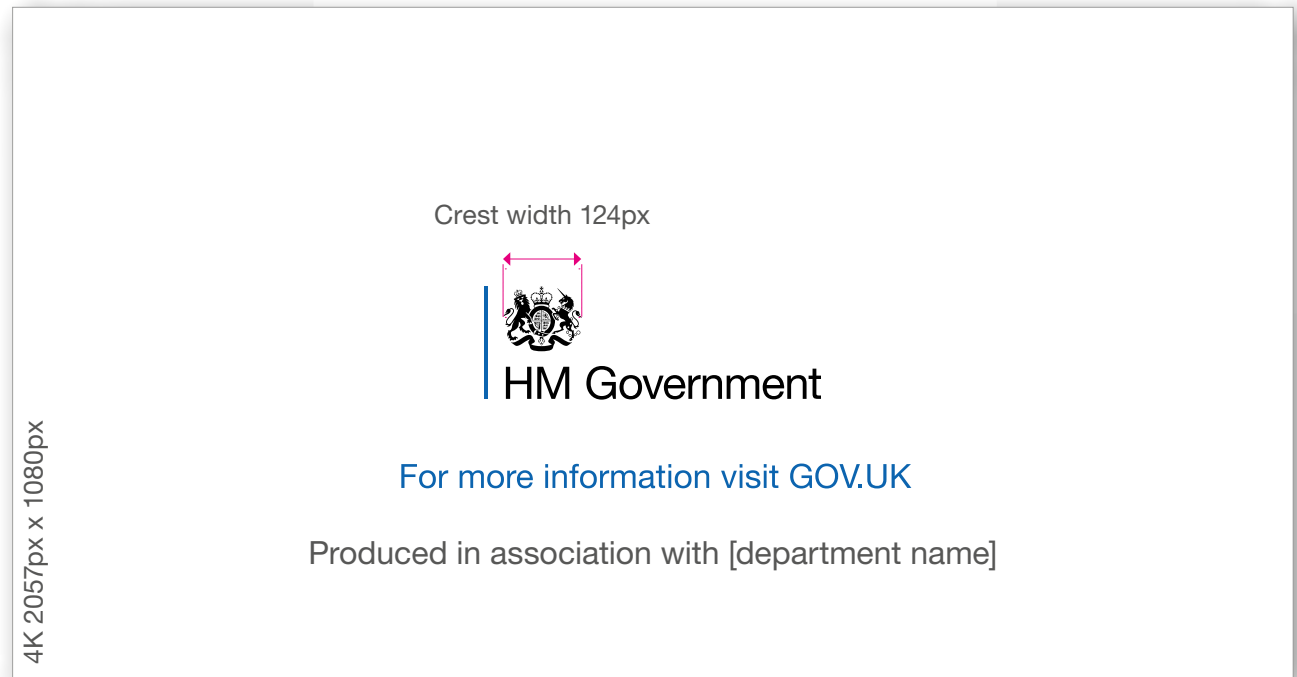 Crest width 124px
HM Government
For more information visit GOV.UK
Produced in association with [department name]
4K 2057px x 1080px